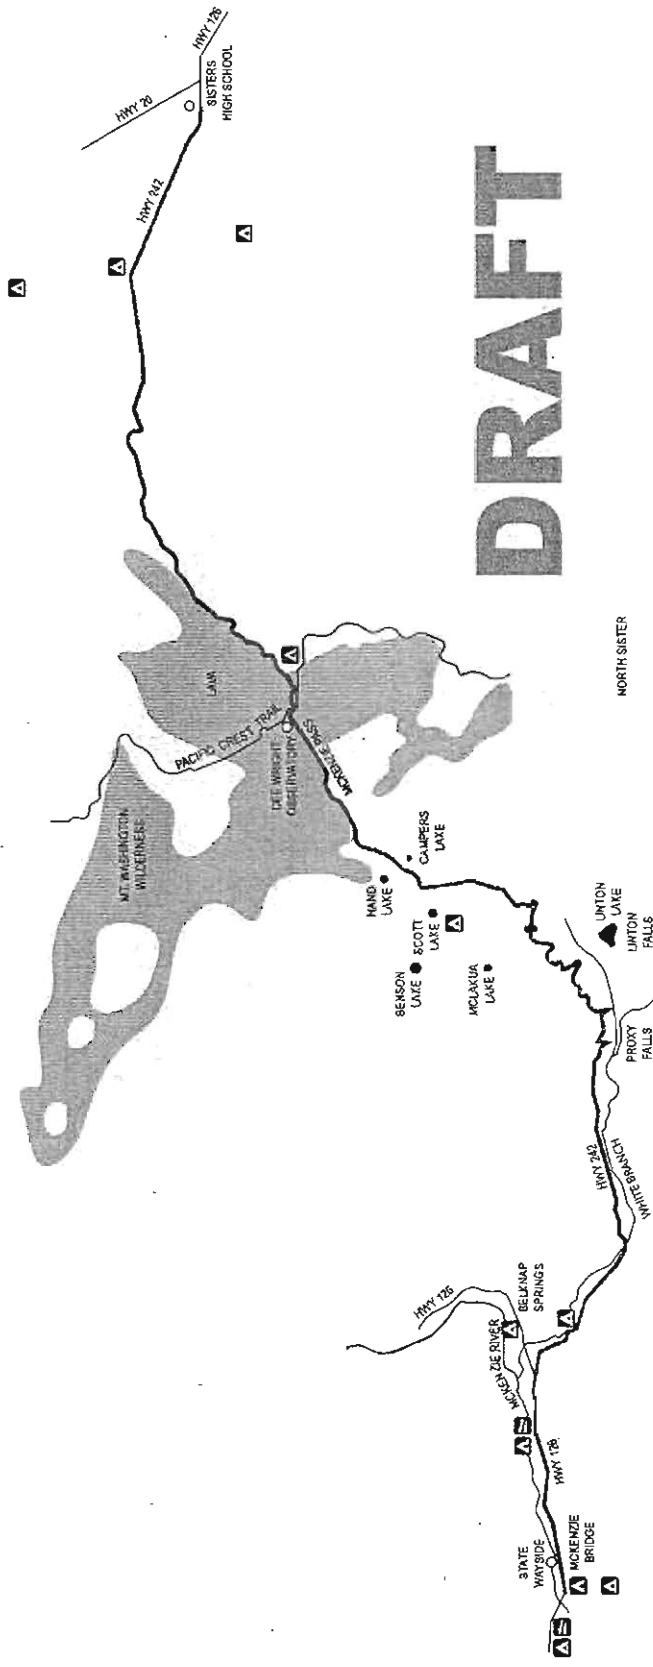 HWY 126
HWY 20
SISTERS
HIGH SCHOOL
HWY 242
DRAFT
LAVA
PACIFIC CREST TRAIL
DEE WRIGHT
OBSERVATORY
MCKENZIE PASS
MT. WASHINGTON
WILDERNESS
NORTH SISTER
HAND
LAKE
CAMPERS
LAKE
SCOTT
LAKE
BENSON
LAKE
MELAKUA
LAKE
LINTON
LAKE
LINTON
FALLS
PROXY
FALLS
HWY 242
WHITE BRANCH
HWY 126
BELKNAP
SPRINGS
MCKENZIE RIVER
HWY 126
STATE
WAYSIDE
MCKENZIE
BRIDGE